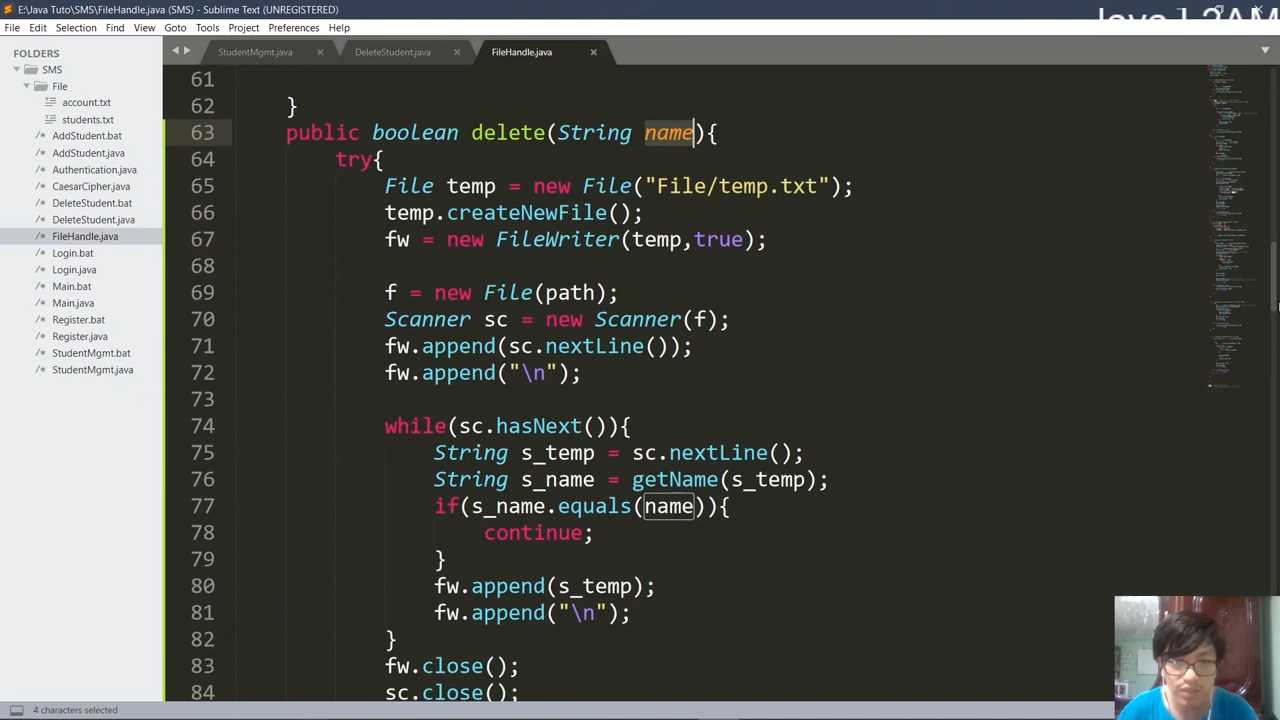 E:\Java Tuto\SMS\FileHandle.java (SMS) - Sublime Text (UNREGISTERED)
File Edit Selection Find View Goto Tools Project Preferences Help
FOLDERS
SMS
File
account.txt
students.txt
AddStudent.bat
AddStudent.java
Authentication.java
CaesarCipher.java
DeleteStudent.bat
DeleteStudent.java
FileHandle.java
Login.bat
Login.java
Main.bat
Main.java
Register.bat
Register.java
StudentMgmt.bat
StudentMgmt.java
StudentMgmt.java DeleteStudent.java FileHandle.java
61
62 }
63 public boolean delete(String name){
64 try{
65 File temp = new File("File/temp.txt");
66 temp.createNewFile();
67 fw = new FileWriter(temp,true);
68
69 f = new File(path);
70 Scanner sc = new Scanner(f);
71 fw.append(sc.nextLine());
72 fw.append("\n");
73
74 while(sc.hasNext()){
75 String s_temp = sc.nextLine();
76 String s_name = getName(s_temp);
77 if(s_name.equals(name)){
78 continue;
79 }
80 fw.append(s_temp);
81 fw.append("\n");
82 }
83 fw.close();
84 sc.close();
4 characters selected